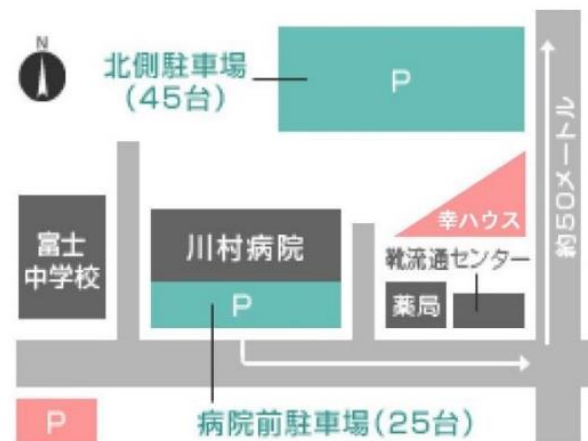 N
北側駐車場
(45台)
P
約50メートル
幸ハウス
富士
中学校
川村病院
P
靴流通センター
薬局
P
病院前駐車場(25台)